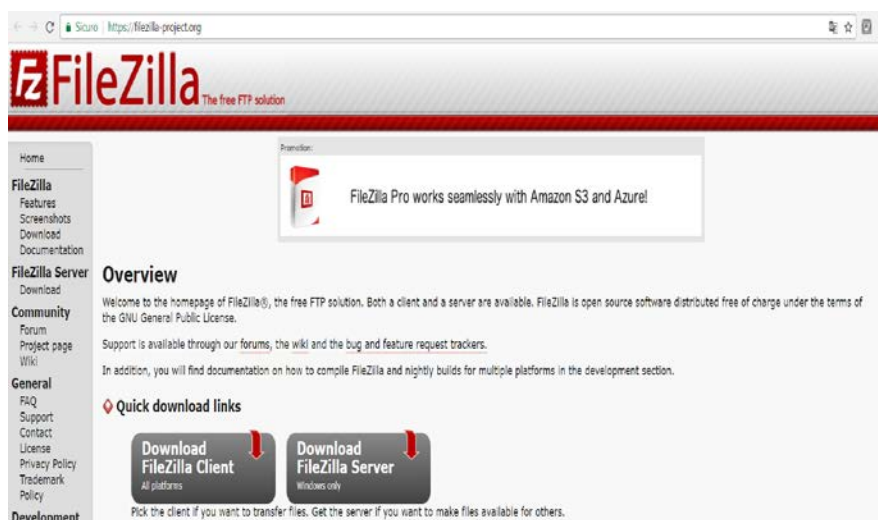 Sicuro | https://filezilla-project.org
FileZilla The free FTP solution
Home
FileZilla
Features
Screenshots
Download
Documentation
FileZilla Server
Download
Community
Forum
Project page
Wiki
General
FAQ
Support
Contact
License
Privacy Policy
Trademark
Policy
Development
Promotion:
FileZilla Pro works seamlessly with Amazon S3 and Azure!
Overview
Welcome to the homepage of FileZilla®, the free FTP solution. Both a client and a server are available. FileZilla is open source software distributed free of charge under the terms of
the GNU General Public License.
Support is available through our forums, the wiki and the bug and feature request trackers.
In addition, you will find documentation on how to compile FileZilla and nightly builds for multiple platforms in the development section.
Quick download links
Download
FileZilla Client
All platforms
Download
FileZilla Server
Windows only
Pick the client if you want to transfer files. Get the server if you want to make files available for others.